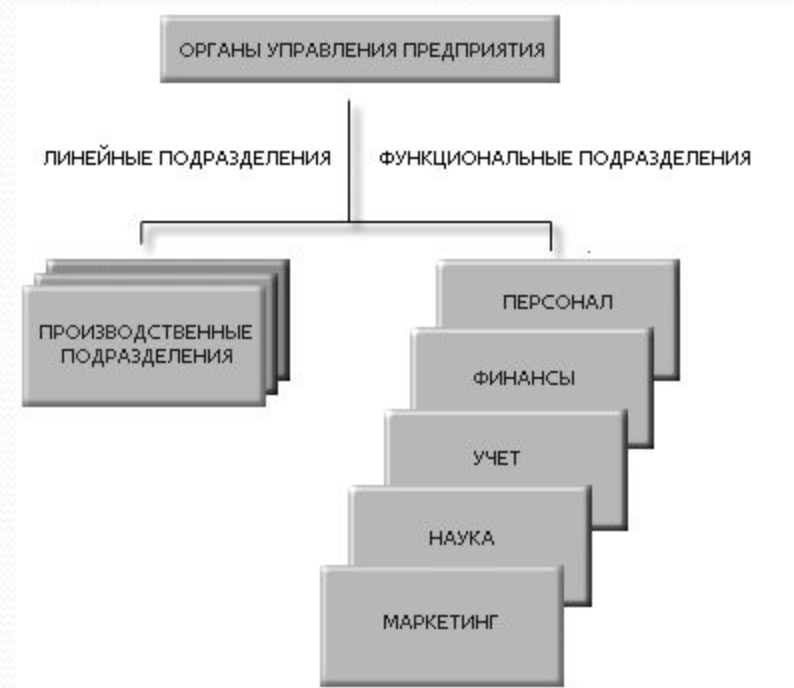 ОРГАНЫ УПРАВЛЕНИЯ ПРЕДПРИЯТИЯ
ЛИНЕЙНЫЕ ПОДРАЗДЕЛЕНИЯ
ФУНКЦИОНАЛЬНЫЕ ПОДРАЗДЕЛЕНИЯ
ПРОИЗВОДСТВЕННЫЕ
ПОДРАЗДЕЛЕНИЯ
ПЕРСОНАЛ
ФИНАНСЫ
УЧЕТ
НАУКА
МАРКЕТИНГ